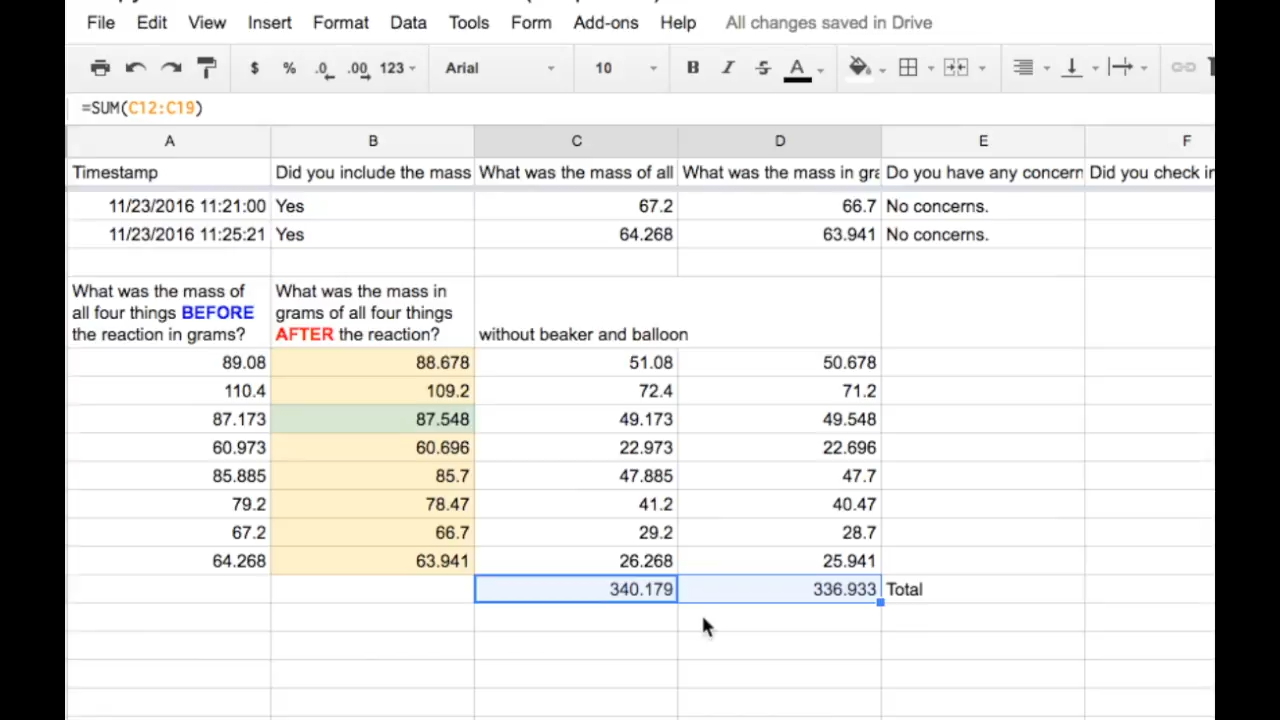 File Edit View Insert Format Data Tools Form Add-ons Help All changes saved in Drive
$ % .0 .00 123 Arial 10 B I S A
=SUM(C12:C19)
A B C D E F
Timestamp Did you include the mass What was the mass of all What was the mass in gra Do you have any concern Did you check in
11/23/2016 11:21:00 Yes 67.2 66.7 No concerns.
11/23/2016 11:25:21 Yes 64.268 63.941 No concerns.
What was the mass of
all four things BEFORE
the reaction in grams?
What was the mass in
grams of all four things
AFTER the reaction?
without beaker and balloon
89.08 88.678 51.08 50.678
110.4 109.2 72.4 71.2
87.173 87.548 49.173 49.548
60.973 60.696 22.973 22.696
85.885 85.7 47.885 47.7
79.2 78.47 41.2 40.47
67.2 66.7 29.2 28.7
64.268 63.941 26.268 25.941
340.179 336.933 Total